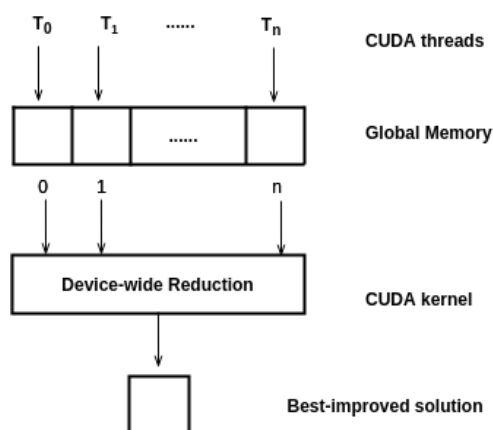 T0 T1 ...... Tn CUDA threads
...... Global Memory
0 1 n
Device-wide Reduction
CUDA kernel
Best-improved solution